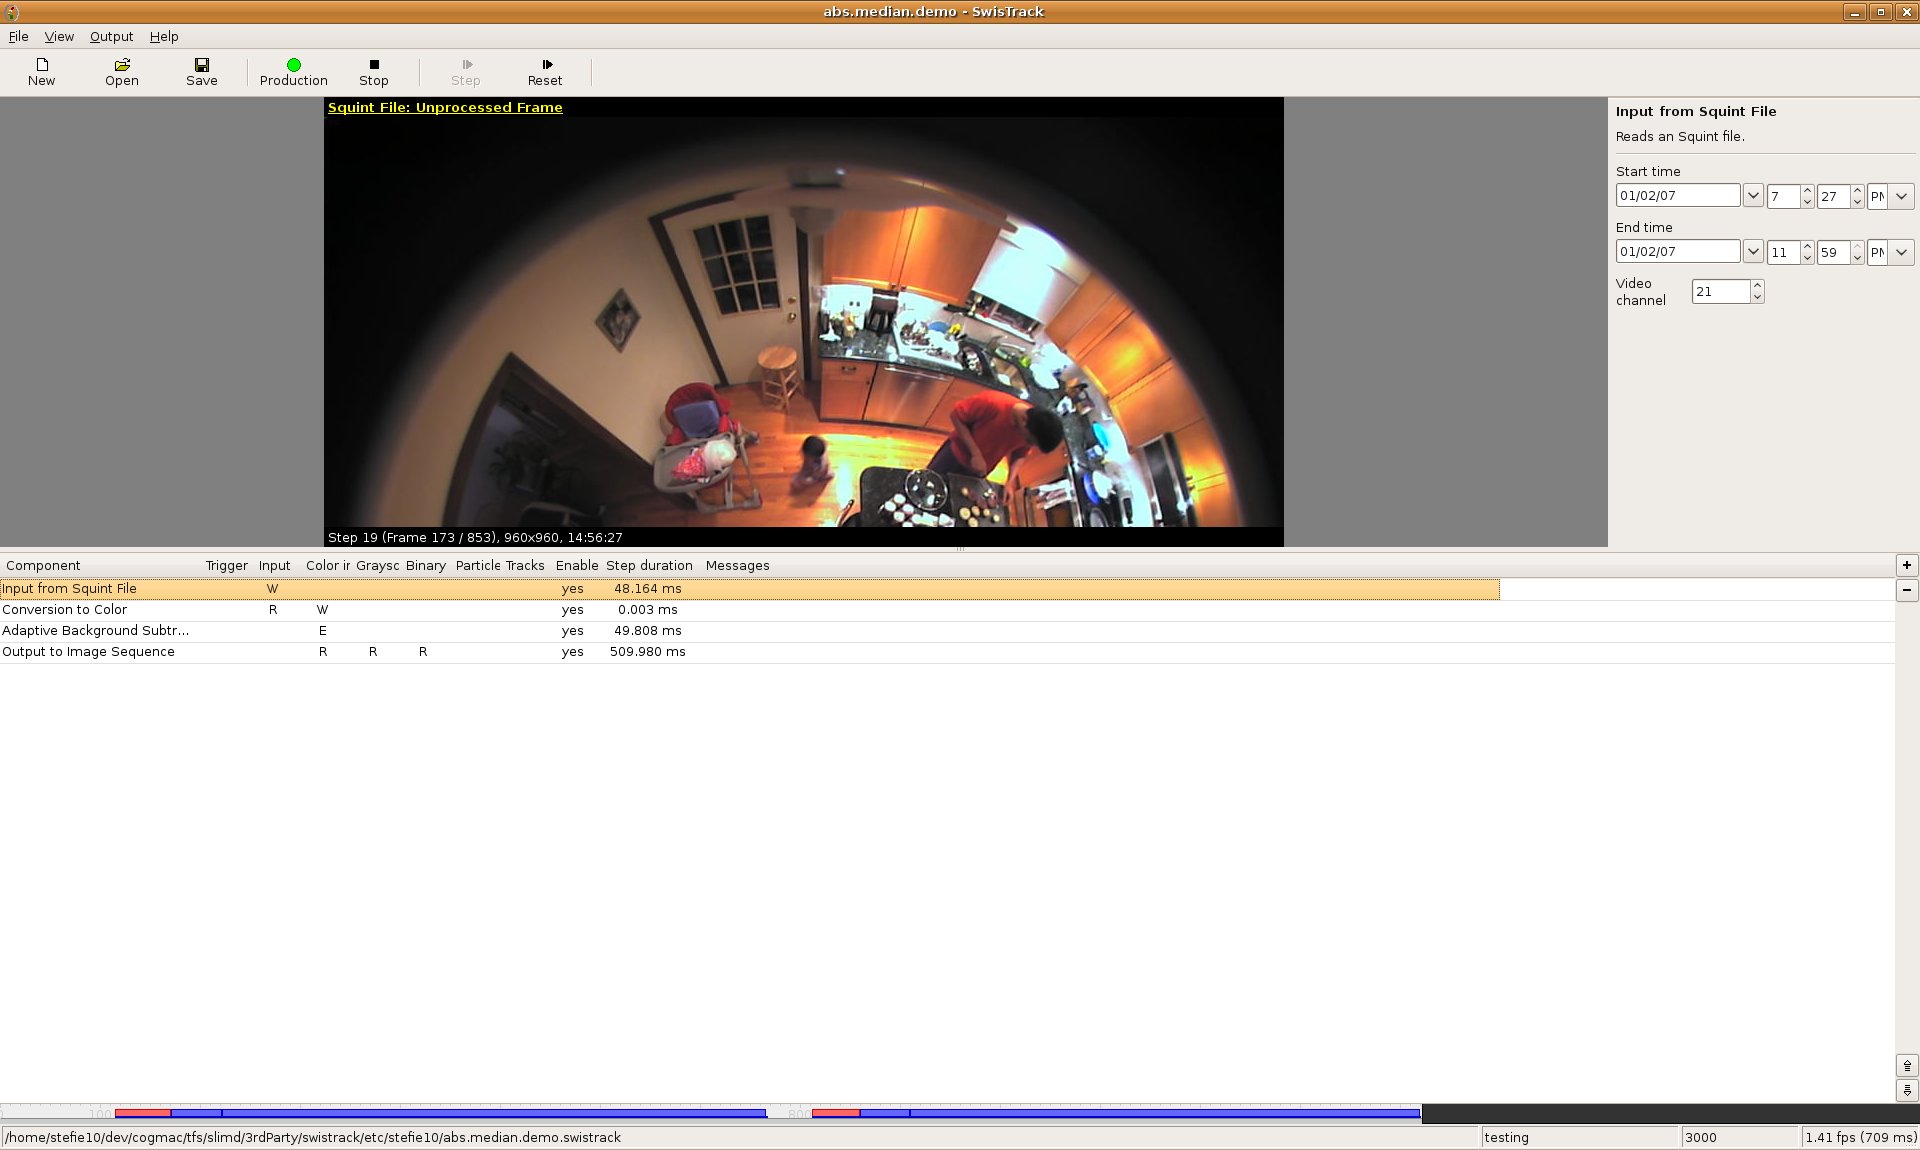 abs.median.demo - SwisTrack
File View Output Help
New Open Save Production Stop Step Reset
Squint File: Unprocessed Frame
Step 19 (Frame 173 / 853), 960x960, 14:56:27
Input from Squint File
Reads an Squint file.
Start time
01/02/07 7 27 PM
End time
01/02/07 11 59 PM
Video
channel 21
Component Trigger Input Color ir Graysc Binary Particle Tracks Enable Step duration Messages
Input from Squint File W yes 48.164 ms
Conversion to Color R W yes 0.003 ms
Adaptive Background Subtr... E yes 49.808 ms
Output to Image Sequence R R R yes 509.980 ms
100 800
/home/stefie10/dev/cogmac/tfs/slimd/3rdParty/swistrack/etc/stefie10/abs.median.demo.swistrack testing 3000 1.41 fps (709 ms)